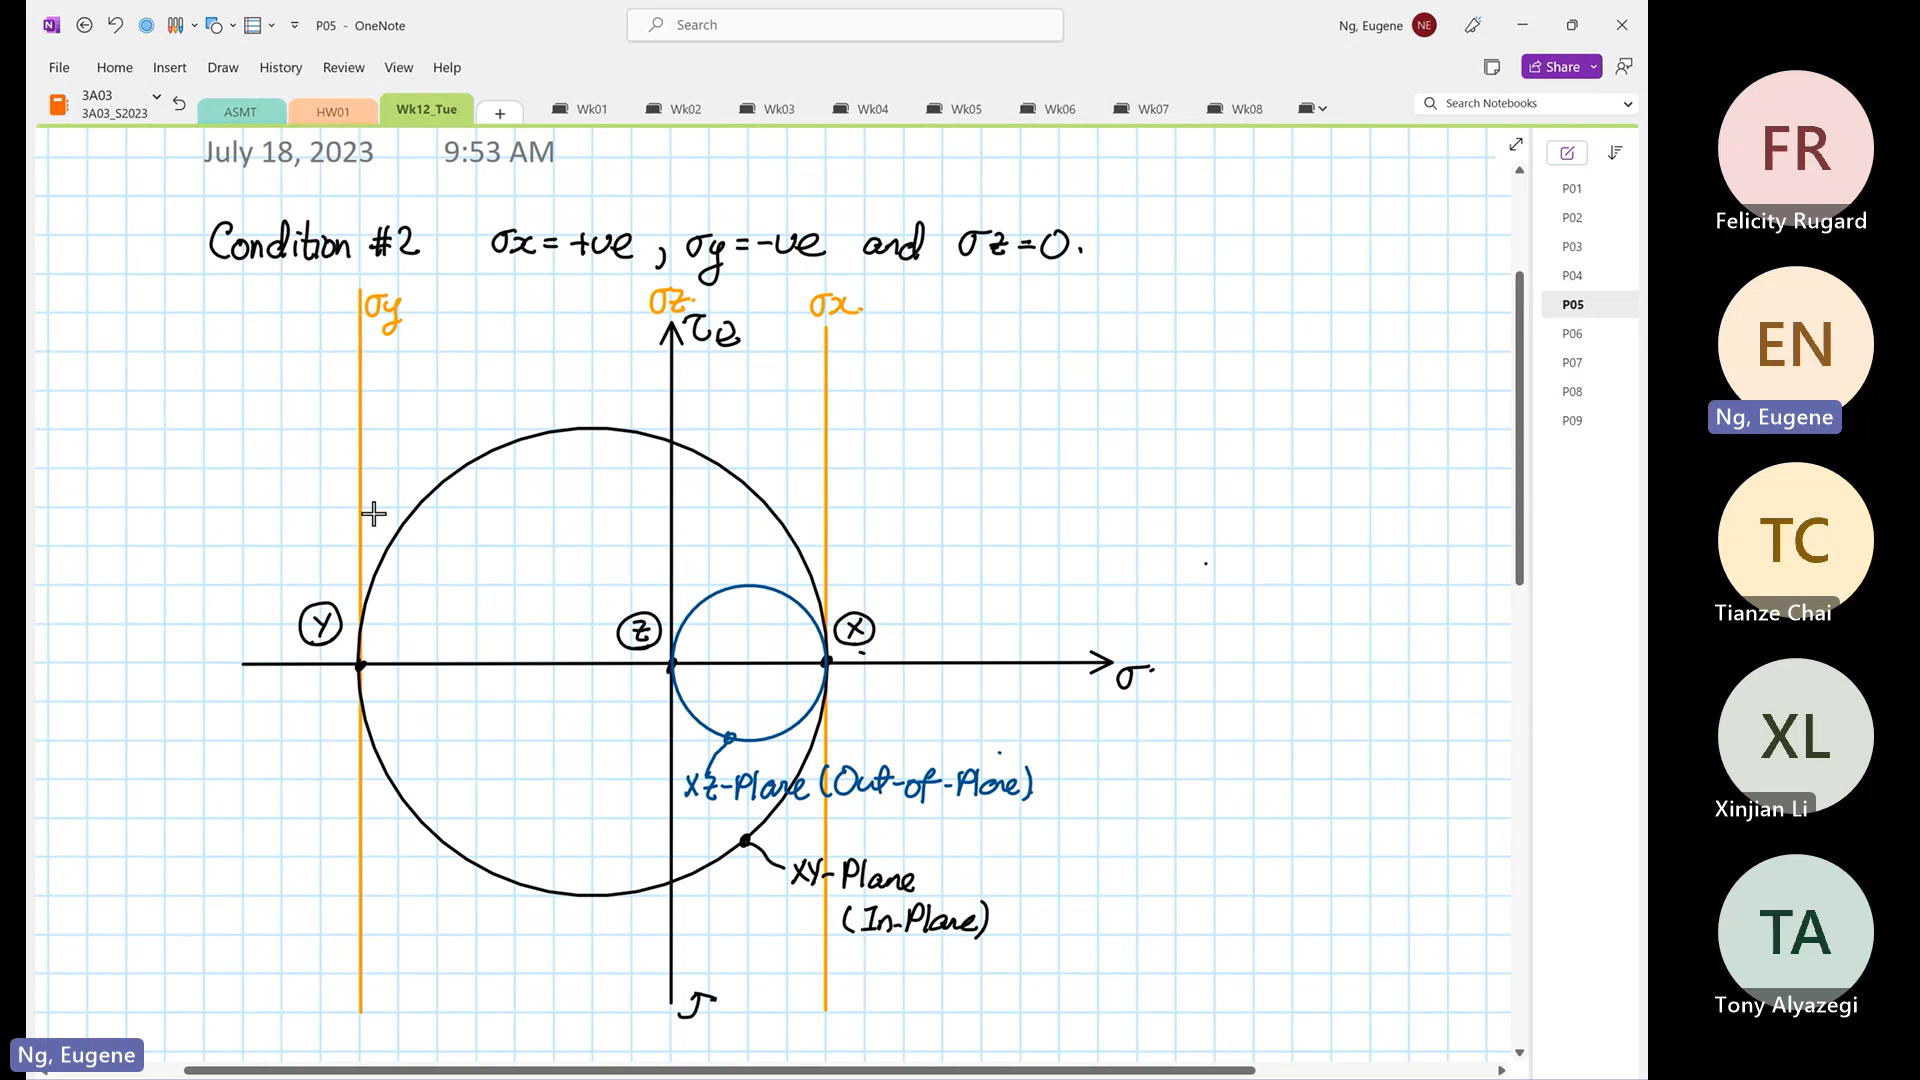 P05 - OneNote
Search
Ng, Eugene NE
File Home Insert Draw History Review View Help
Share
3A03
3A03_S2023
ASMT HW01 Wk12_Tue + Wk01 Wk02 Wk03 Wk04 Wk05 Wk06 Wk07 Wk08
Search Notebooks
July 18, 2023 9:53 AM
Condition #2 σx = +ve , σy = -ve and σz = 0.
σy σz σx
Y Z X
σ
XZ-Plane (Out-of-Plane)
XY-Plane
(In-Plane)
P01
P02
P03
P04
P05
P06
P07
P08
P09
FR
Felicity Rugard
EN
Ng, Eugene
TC
Tianze Chai
XL
Xinjian Li
TA
Tony Alyazegi
Ng, Eugene